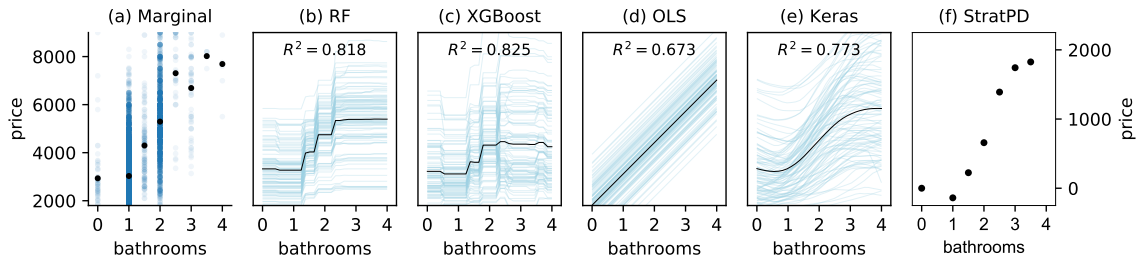 (a) Marginal
(b) RF
(c) XGBoost
(d) OLS
(e) Keras
(f) StratPD
R² = 0.818
R² = 0.825
R² = 0.673
R² = 0.773
price
8000
6000
4000
2000
2000
1000
0
price
0 1 2 3 4
0 1 2 3 4
0 1 2 3 4
0 1 2 3 4
0 1 2 3 4
0 1 2 3 4
bathrooms
bathrooms
bathrooms
bathrooms
bathrooms
bathrooms